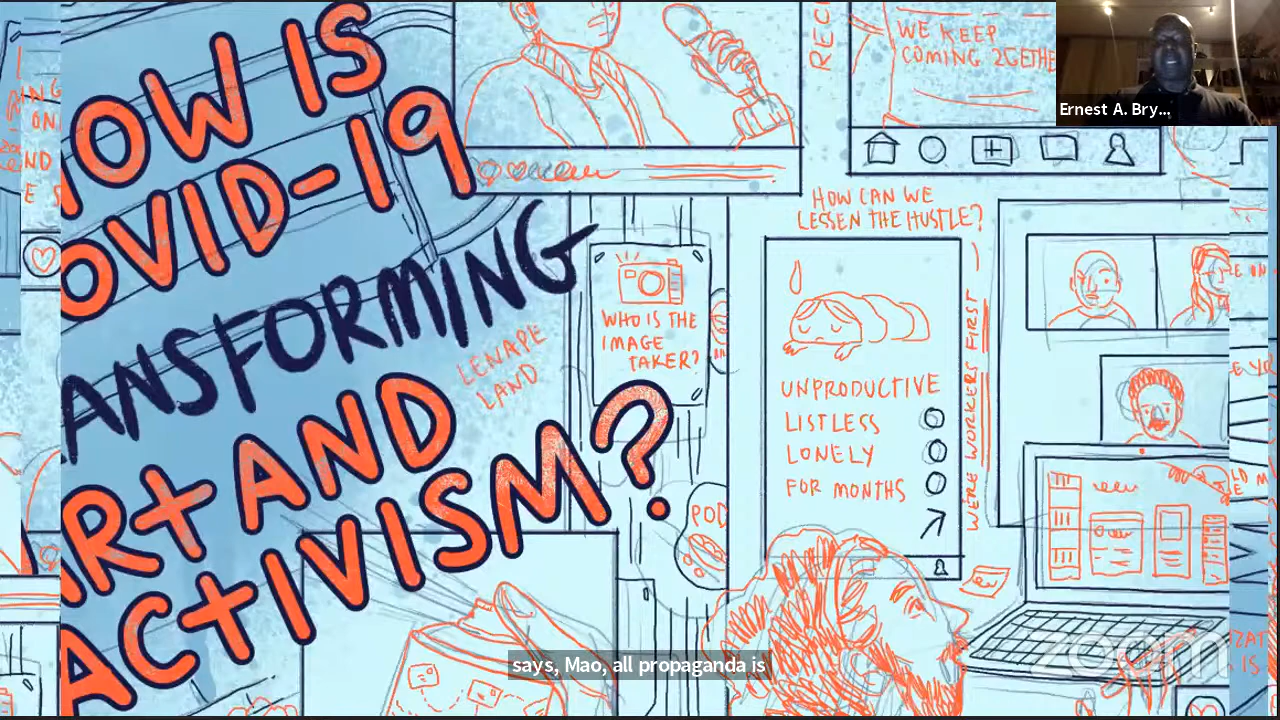 HOW IS
COVID-19
TRANSFORMING
ART AND
ACTIVISM?
LENAPE
LAND
WE KEEP
COMING 2GETHE
Ernest A. Bry...
HOW CAN WE
LESSEN THE HUSTLE?
WHO IS THE
IMAGE
TAKER?
UNPRODUCTIVE
LISTLESS
LONELY
FOR MONTHS
WE'RE WORKERS FIRST
POD
zoom
says, Mao, all propaganda is